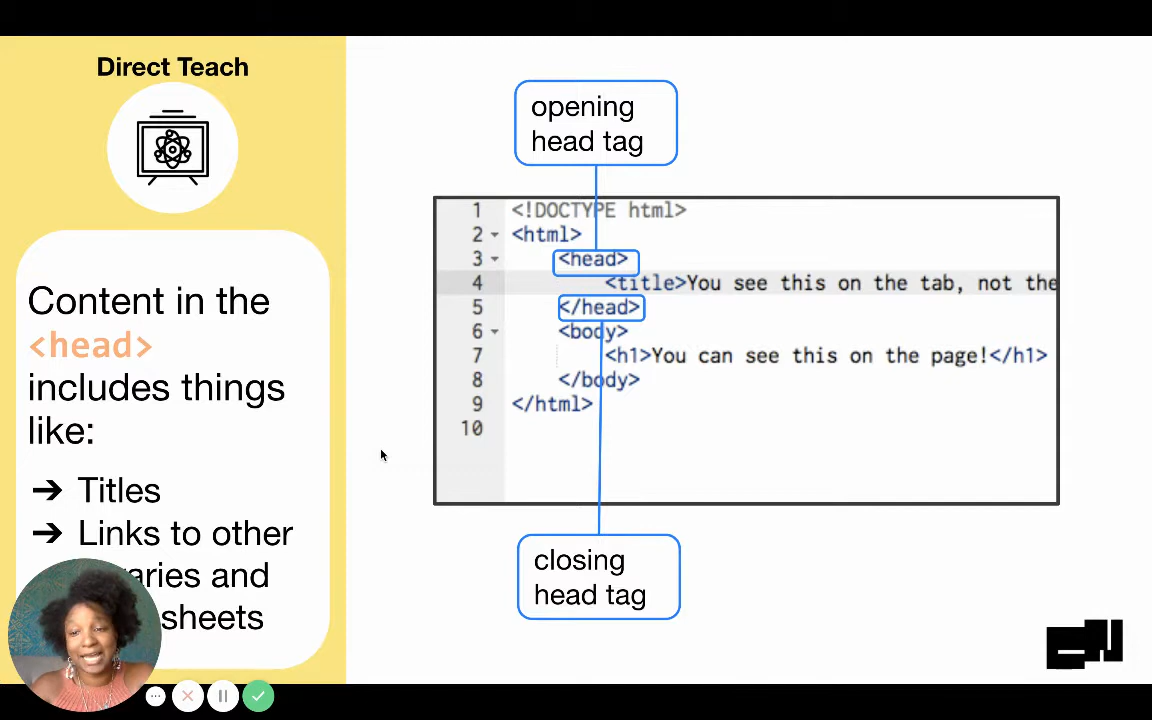 Direct Teach
Content in the
<head>
includes things
like:
➔ Titles
➔ Links to other
and
opening
head tag
1 <!DOCTYPE html>
2 <html>
3 <head>
4 <title>You see this on the tab, not the
5 </head>
6 <body>
7 <h1>You can see this on the page!</h1>
8 </body>
9 </html>
10
closing
head tag